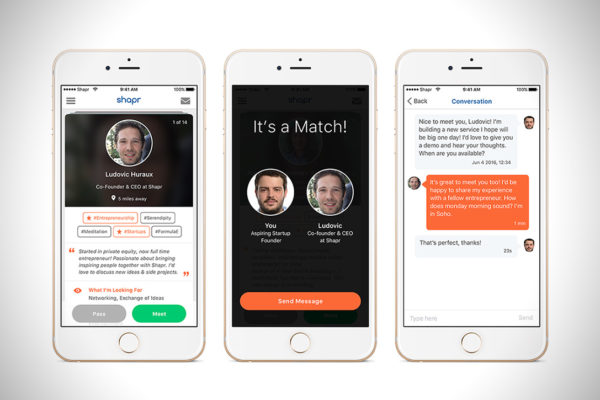 Shapr 9:41 AM 100%
shapr
1 of 14
Ludovic Huraux
Co-Founder & CEO at Shapr
5 miles away
#Entrepreneurship #Serendipity
#Meditation #Startups #FormulaE
“ Started in private equity, now full time
entrepreneur! Passionate about bringing
inspiring people together with Shapr. I'd
love to discuss new ideas & side projects. ”
What I'm Looking For
Networking, Exchange of Ideas
Pass Meet
Shapr 9:41 AM 100%
shapr
It's a Match!
You
Aspiring Startup
Founder
Ludovic
Co-founder & CEO
at Shapr
Send Message
Shapr 9:41 AM 100%
Back Conversation
Nice to meet you, Ludovic! I'm
building a new service I hope will
be big one day! I'd love to give you
a demo and hear your thoughts.
When are you available?
Jun 4 2016, 12:34
It's great to meet you too! I'd be
happy to share my experience
with a fellow entrepreneur. How
does monday morning sound? I'm
in Soho.
1 min
That's perfect, thanks!
23s
Type here Send